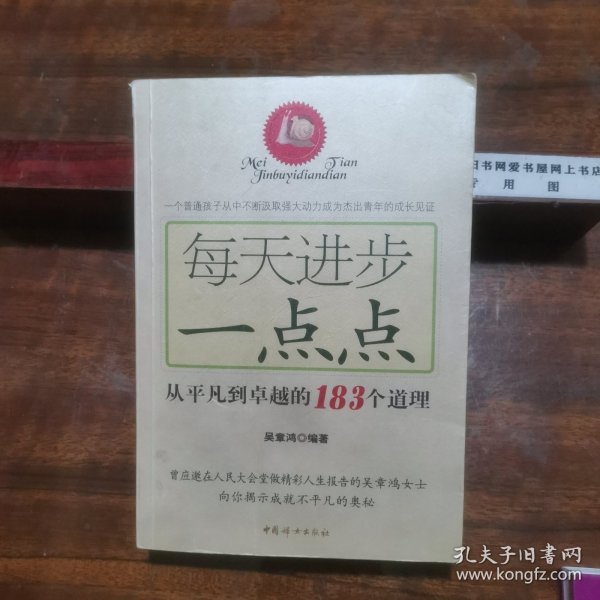 Mei Tian
Jinbuyidiandian
一个普通孩子从中不断汲取强大动力成为杰出青年的成长见证
每天进步
一点点
从平凡到卓越的183个道理
吴章鸿◎编著
曾应邀在人民大会堂做精彩人生报告的吴章鸿女士
向你揭示成就不平凡的奥秘
中国妇女出版社
旧书网爱书屋网上书店
专用图
孔夫子旧书网
www.kongfz.com